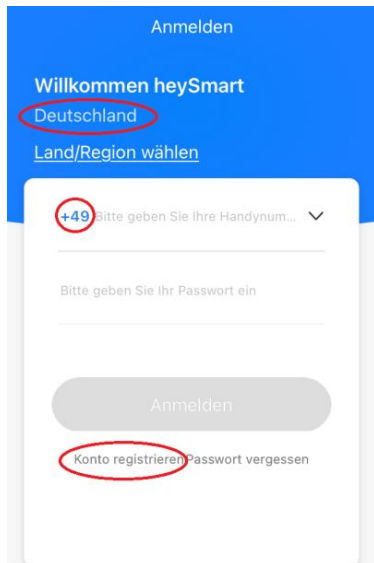 Anmelden
Willkommen heySmart
Deutschland
Land/Region wählen
+49 Bitte geben Sie ihre Handynum...
Bitte geben Sie Ihr Passwort ein
Anmelden
Konto registrieren Passwort vergessen